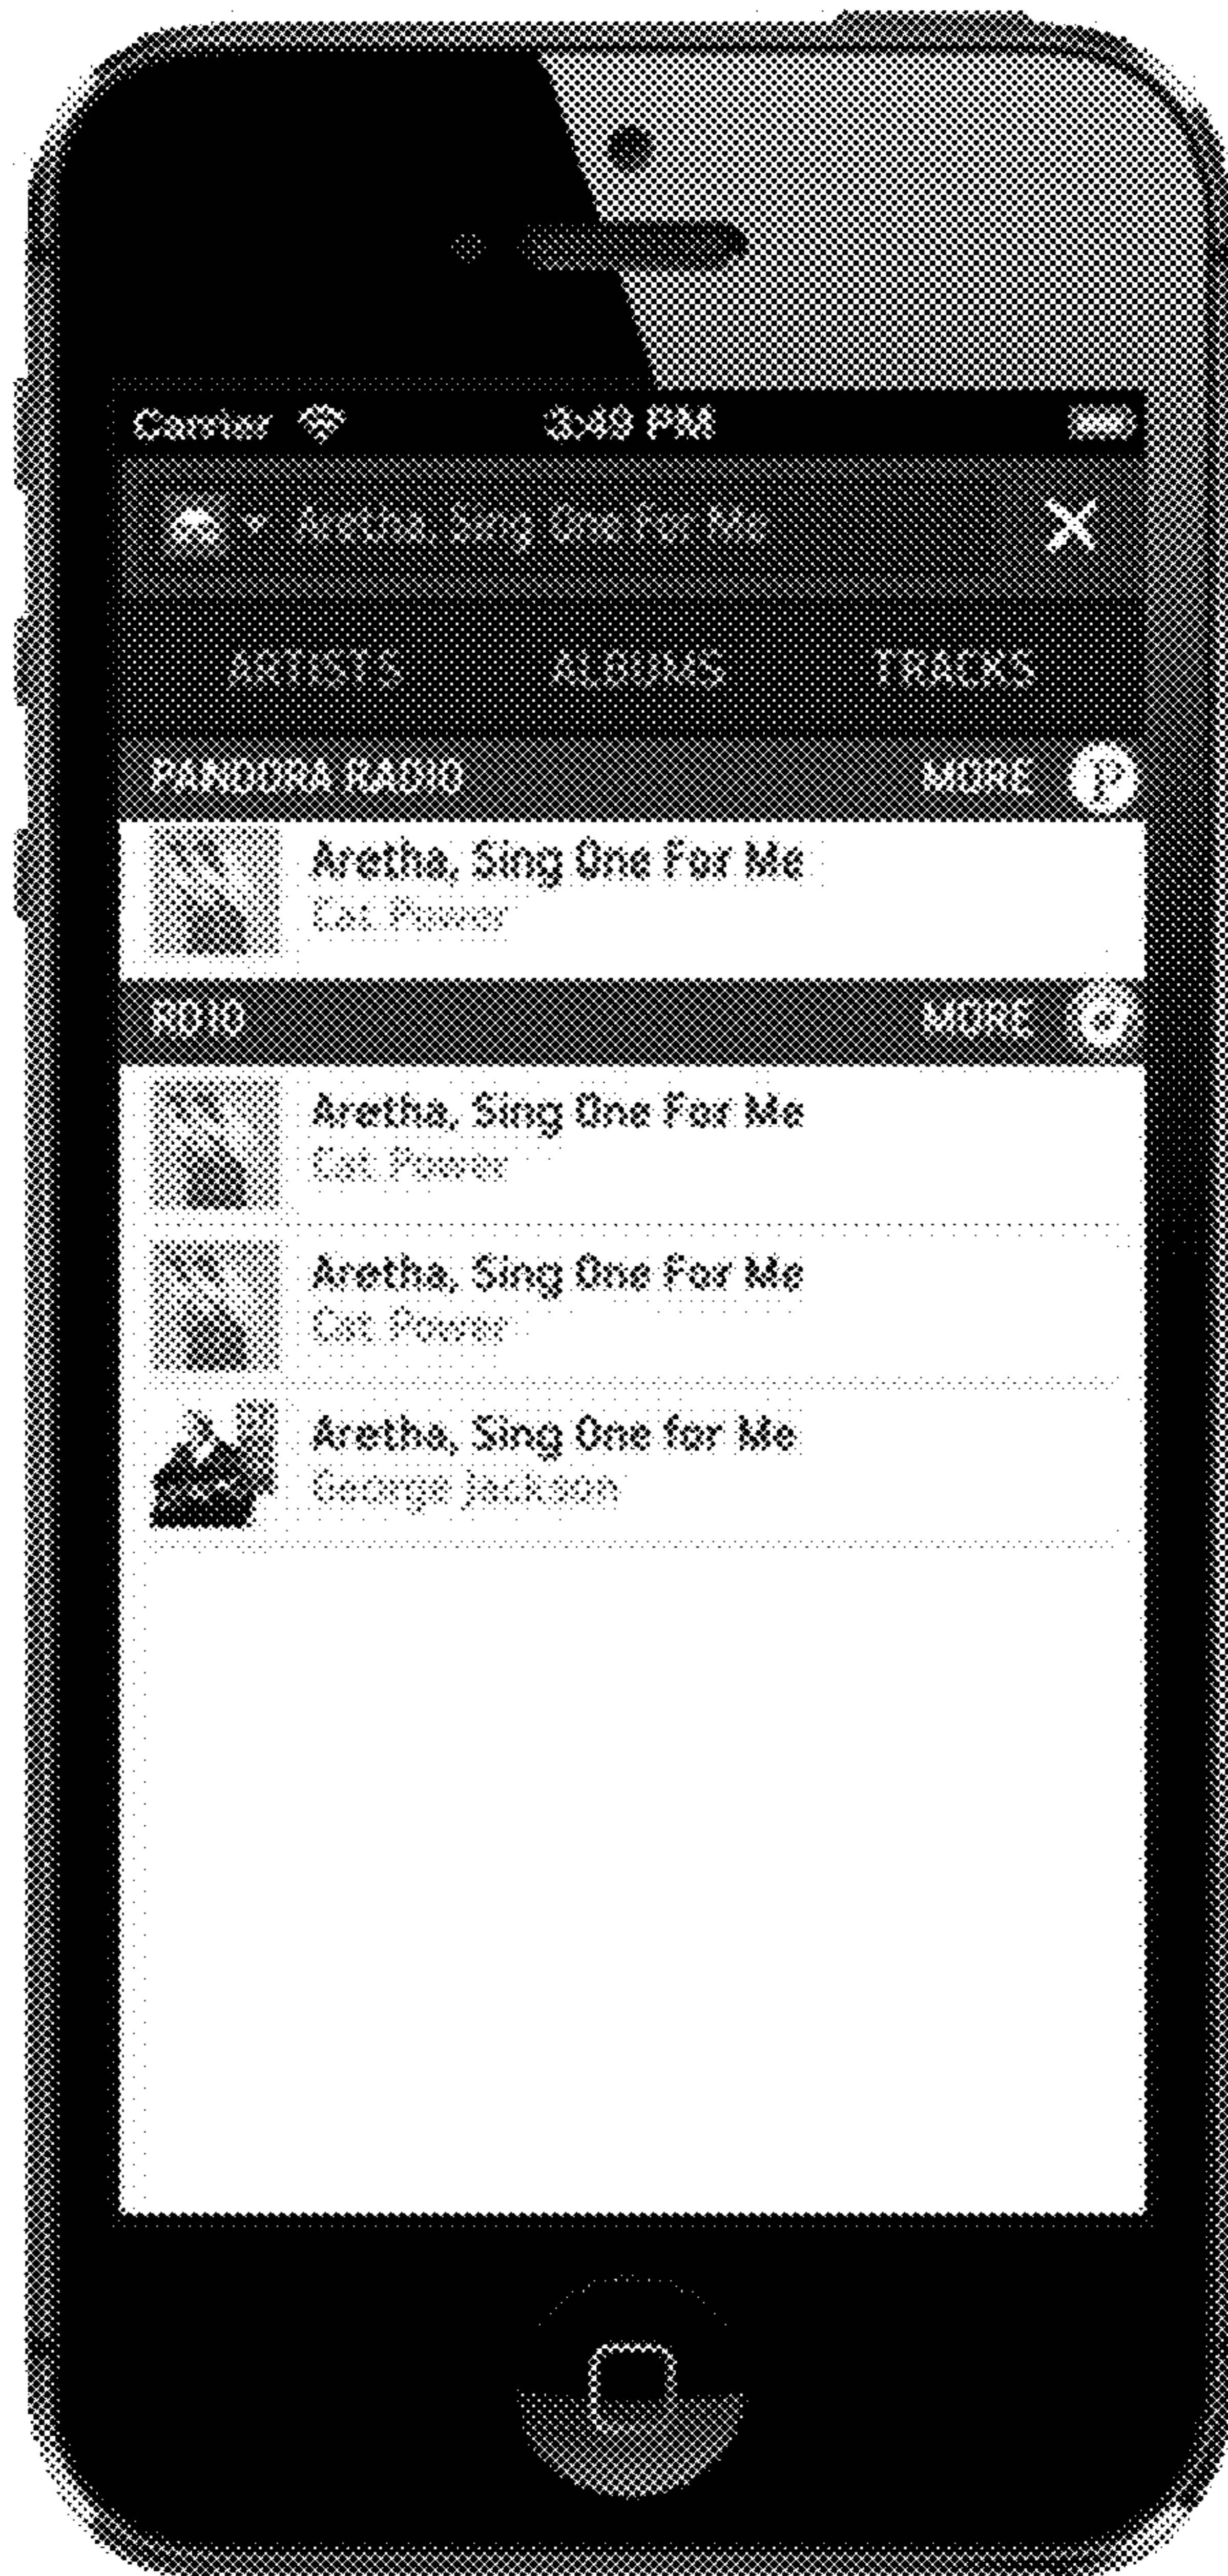 Carrier 3:49 PM
Aretha, Sing One For Me
ARTISTS ALBUMS TRACKS
PANDORA RADIO MORE P
Aretha, Sing One For Me
Cat Power
RDIO MORE
Aretha, Sing One For Me
Cat Power
Aretha, Sing One For Me
Cat Power
Aretha, Sing One for Me
George Jackson